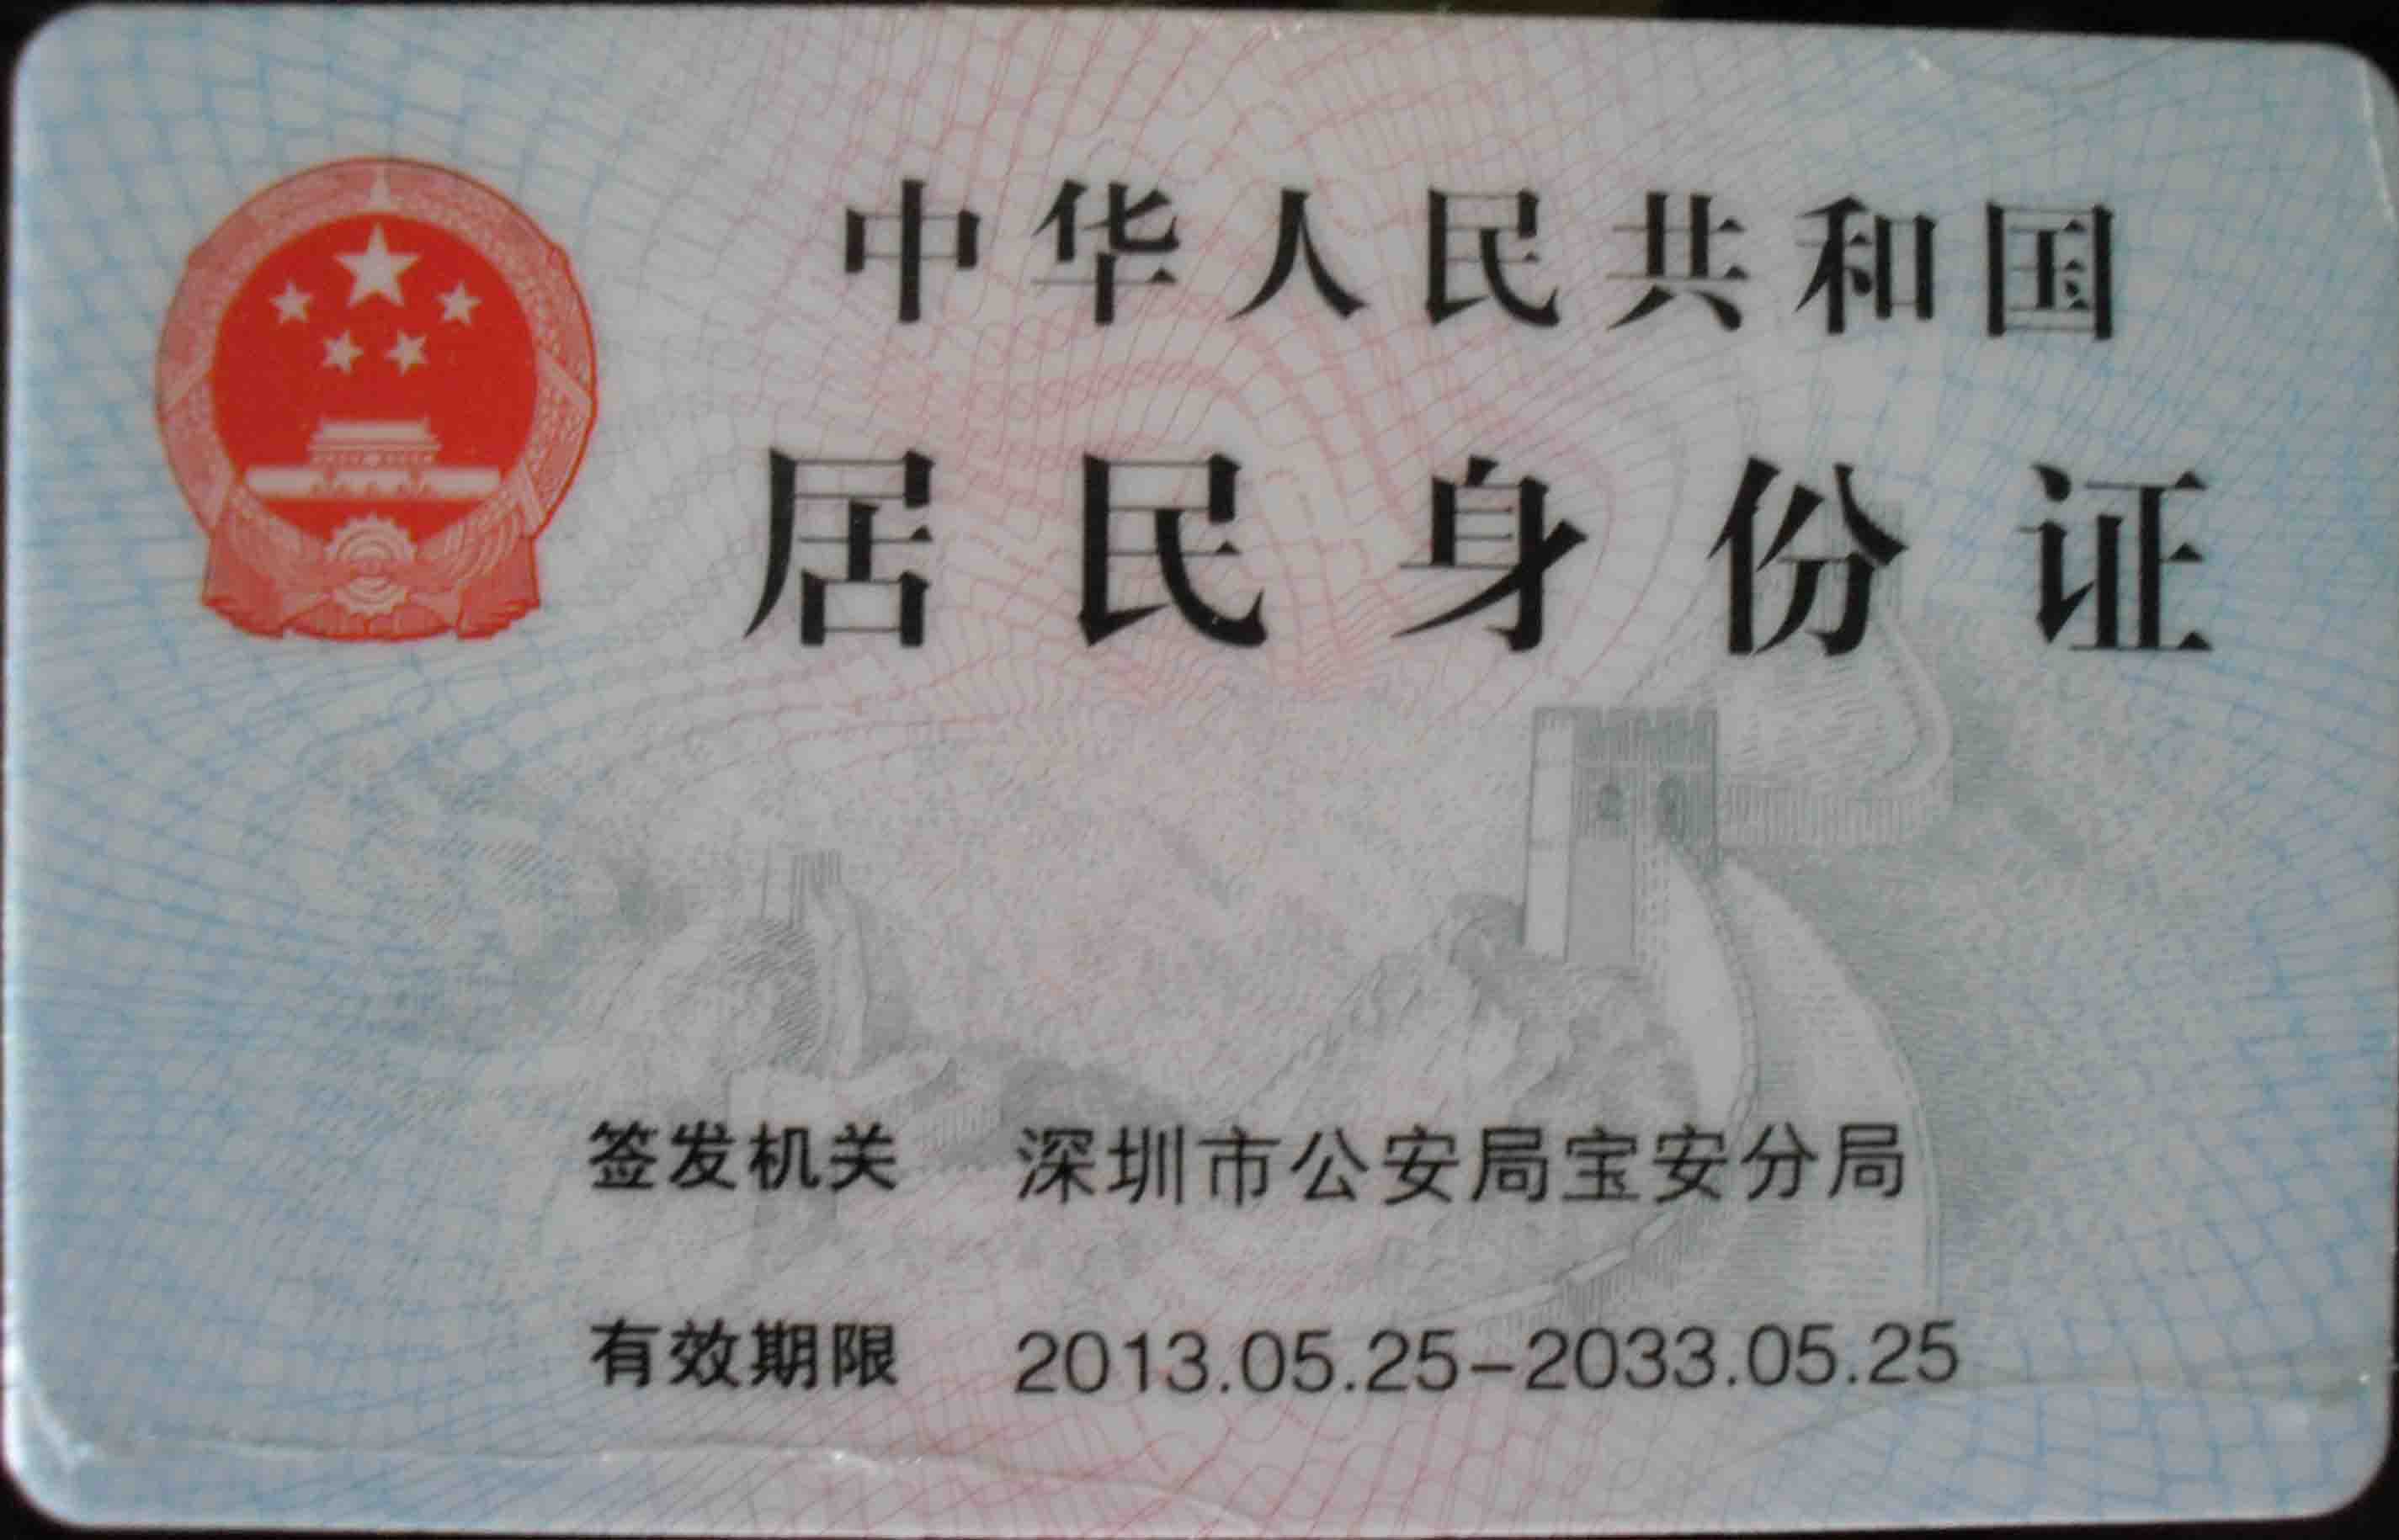 中华人民共和国
居民身份证
签发机关 深圳市公安局宝安分局
有效期限 2013.05.25-2033.05.25